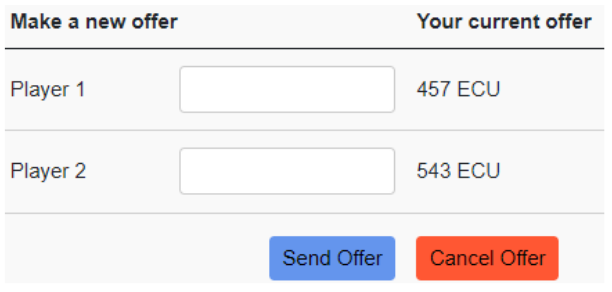 Make a new offer Your current offer
Player 1 457 ECU
Player 2 543 ECU
Send Offer Cancel Offer